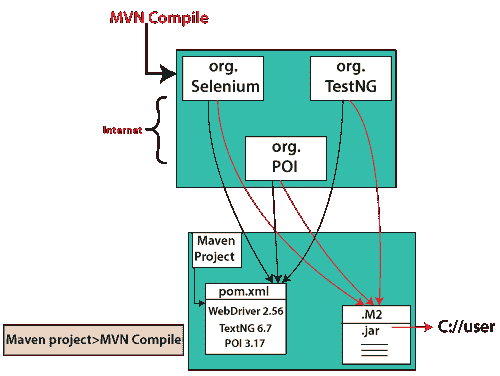 MVN Compile
org.
Selenium
org.
TestNG
Internet
org.
POI
Maven
Project
pom.xml
WebDriver 2.56
TestNG 6.7
POI 3.17
.M2
.jar
C://user
Maven project>MVN Compile